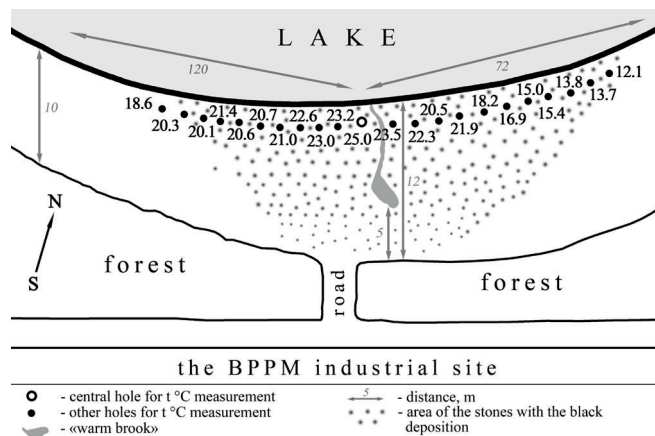 LAKE
120
72
10
18.6
20.3
20.1
21.4
20.6
20.7
21.0
22.6
23.0
23.2
25.0
23.5
22.3
20.5
21.9
18.2
16.9
15.0
15.4
13.8
13.7
12.1
12
5
N
S
forest
road
forest
the BPPM industrial site
- central hole for t °C measurement
- other holes for t °C measurement
- «warm brook»
5 - distance, m
- area of the stones with the black
deposition